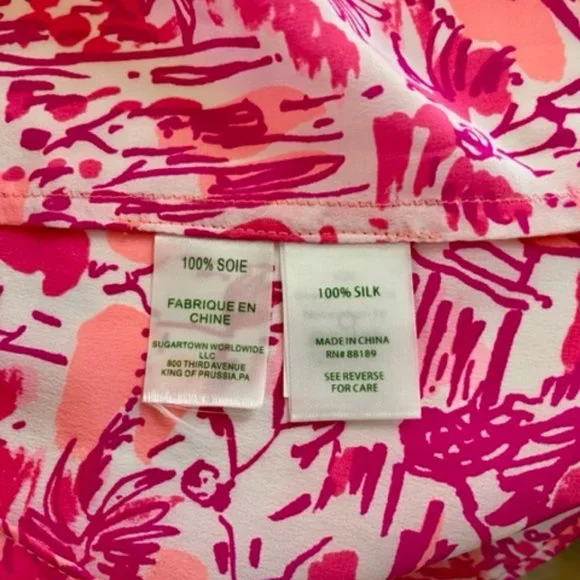 100% SOIE
FABRIQUE EN
CHINE
SUGARTOWN WORLDWIDE
LLC
800 THIRD AVENUE
KING OF PRUSSIA,PA
100% SILK
MADE IN CHINA
RN# 88189
SEE REVERSE
FOR CARE